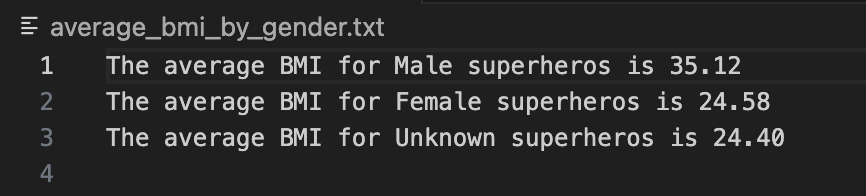 average_bmi_by_gender.txt
1 The average BMI for Male superheros is 35.12
2 The average BMI for Female superheros is 24.58
3 The average BMI for Unknown superheros is 24.40
4